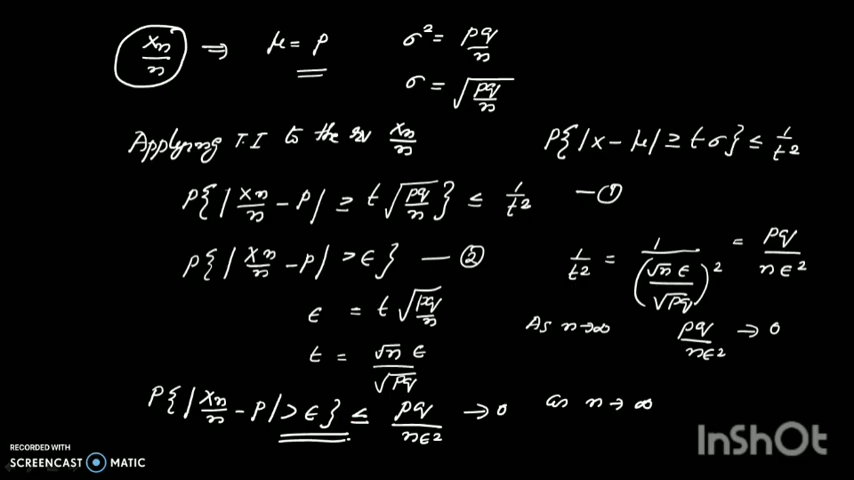 Xn/n ⇒ μ = p σ² = pq/n
σ = √(pq/n)
Applying T.I to the rv Xn/n P{|x − μ| ≥ tσ} ≤ 1/t²
P{|Xn/n − P| ≥ t√(pq/n)} ≤ 1/t² — ①
P{|Xn/n − P| > ϵ} — ② 1/t² = 1/(√n ϵ/√pq)² = pq/nϵ²
ϵ = t√(pq/n) As n→∞ pq/nϵ² → 0
t = √n ϵ/√pq
P{|Xn/n − P| > ϵ} ≤ pq/nϵ² → 0 as n → ∞
InShOt
RECORDED WITH
SCREENCAST MATIC